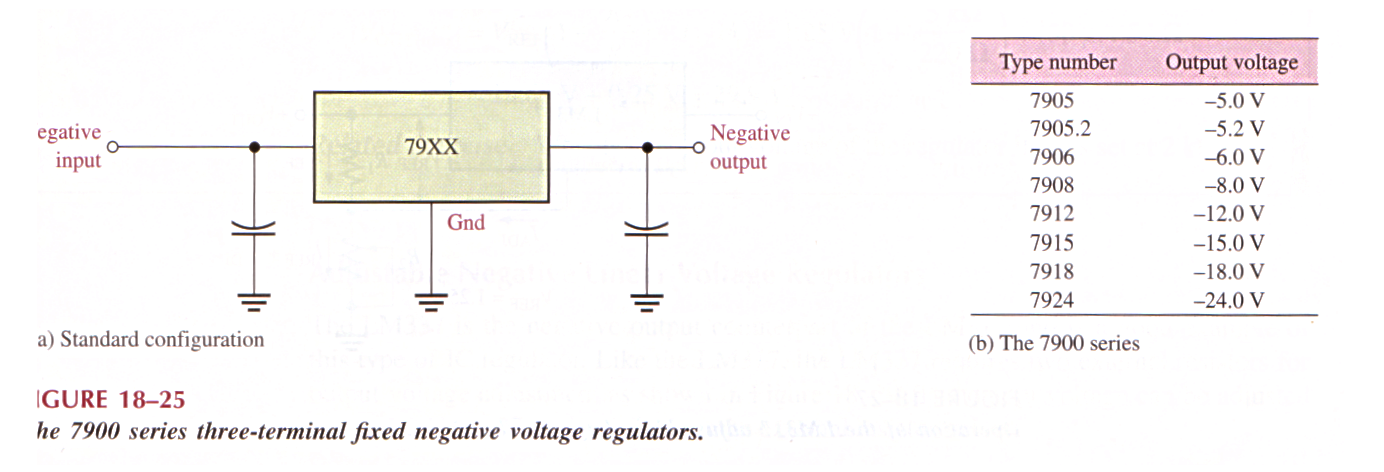 egative
input
79XX
Gnd
Negative
output
a) Standard configuration
Type number Output voltage
7905 –5.0 V
7905.2 –5.2 V
7906 –6.0 V
7908 –8.0 V
7912 –12.0 V
7915 –15.0 V
7918 –18.0 V
7924 –24.0 V
(b) The 7900 series
IGURE 18–25
he 7900 series three-terminal fixed negative voltage regulators.